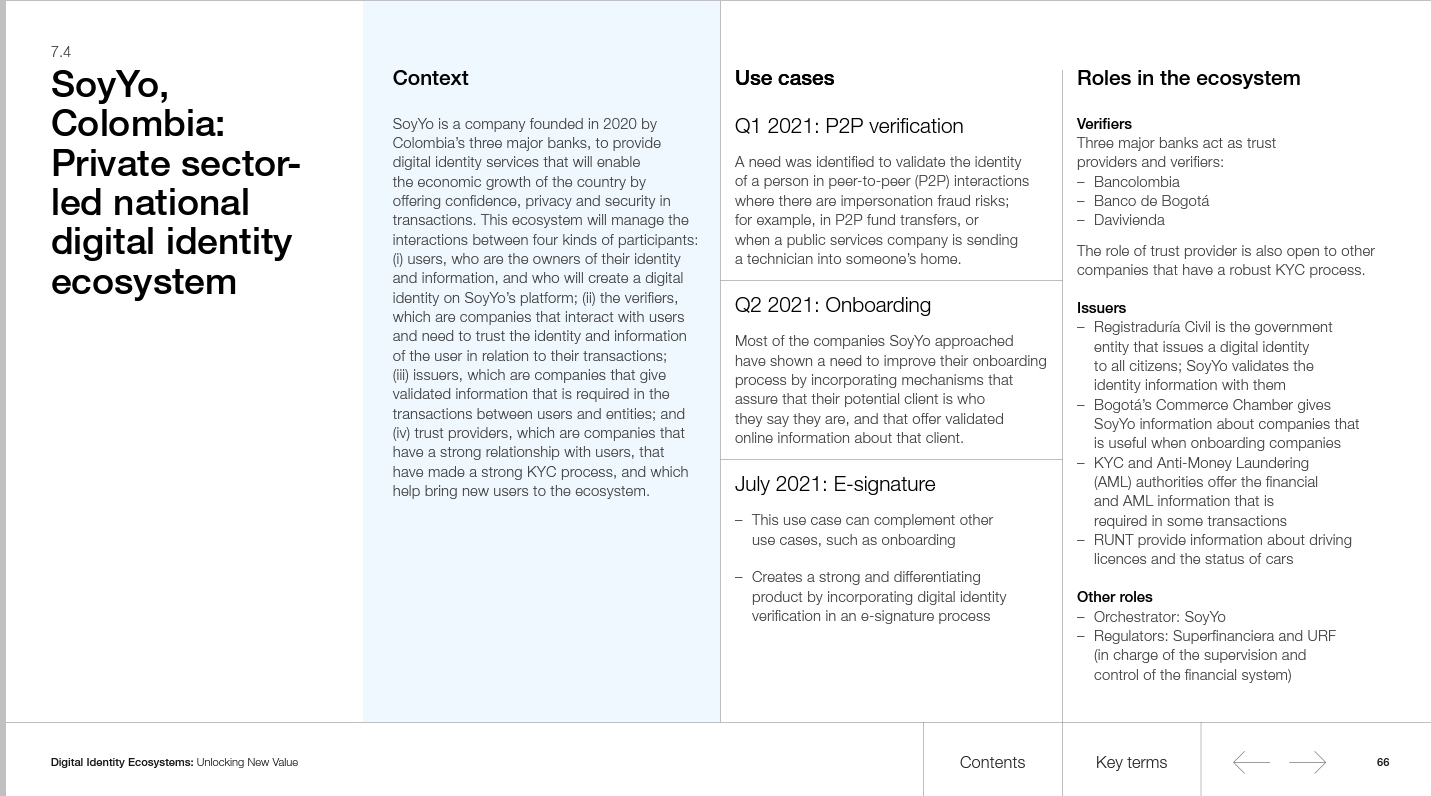 7.4
SoyYo,
Colombia:
Private sector-
led national
digital identity
ecosystem
Context
SoyYo is a company founded in 2020 by
Colombia’s three major banks, to provide
digital identity services that will enable
the economic growth of the country by
offering confidence, privacy and security in
transactions. This ecosystem will manage the
interactions between four kinds of participants:
(i) users, who are the owners of their identity
and information, and who will create a digital
identity on SoyYo’s platform; (ii) the verifiers,
which are companies that interact with users
and need to trust the identity and information
of the user in relation to their transactions;
(iii) issuers, which are companies that give
validated information that is required in the
transactions between users and entities; and
(iv) trust providers, which are companies that
have a strong relationship with users, that
have made a strong KYC process, and which
help bring new users to the ecosystem.
Use cases
Q1 2021: P2P verification
A need was identified to validate the identity
of a person in peer-to-peer (P2P) interactions
where there are impersonation fraud risks;
for example, in P2P fund transfers, or
when a public services company is sending
a technician into someone’s home.
Q2 2021: Onboarding
Most of the companies SoyYo approached
have shown a need to improve their onboarding
process by incorporating mechanisms that
assure that their potential client is who
they say they are, and that offer validated
online information about that client.
July 2021: E-signature
– This use case can complement other
use cases, such as onboarding
– Creates a strong and differentiating
product by incorporating digital identity
verification in an e-signature process
Roles in the ecosystem
Verifiers
Three major banks act as trust
providers and verifiers:
– Bancolombia
– Banco de Bogotá
– Davivienda
The role of trust provider is also open to other
companies that have a robust KYC process.
Issuers
– Registraduría Civil is the government
entity that issues a digital identity
to all citizens; SoyYo validates the
identity information with them
– Bogotá’s Commerce Chamber gives
SoyYo information about companies that
is useful when onboarding companies
– KYC and Anti-Money Laundering
(AML) authorities offer the financial
and AML information that is
required in some transactions
– RUNT provide information about driving
licences and the status of cars
Other roles
– Orchestrator: SoyYo
– Regulators: Superfinanciera and URF
(in charge of the supervision and
control of the financial system)
Digital Identity Ecosystems: Unlocking New Value
Contents
Key terms
66